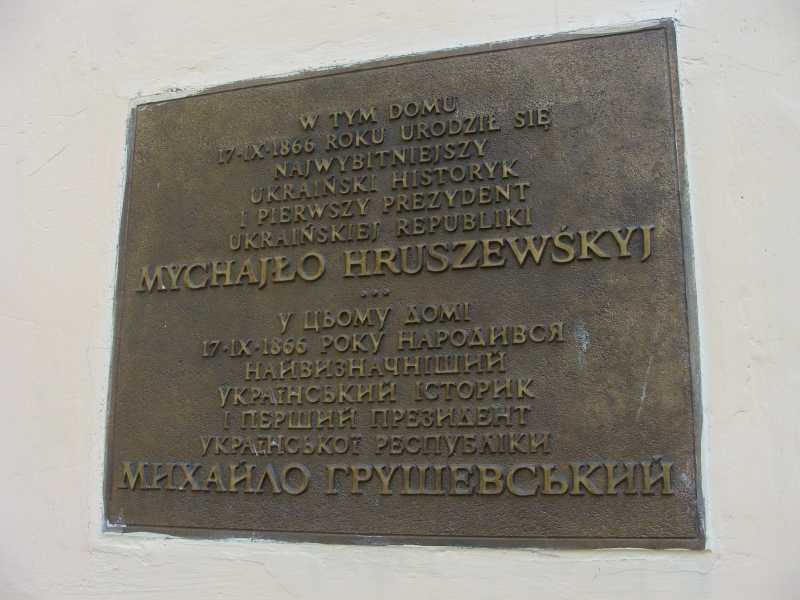 W TYM DOMU
17·IX·1866 ROKU URODZIŁ SIĘ
NAJWYBITNIEJSZY
UKRAIŃSKI HISTORYK
I PIERWSZY PREZYDENT
UKRAIŃSKIEJ REPUBLIKI
MYCHAJŁO HRUSZEWŚKYJ
***
У ЦЬОМУ ДОМІ
17·IX·1866 РОКУ НАРОДИВСЯ
НАЙВИЗНАЧНІШИЙ
УКРАЇНСЬКИЙ ІСТОРИК
І ПЕРШИЙ ПРЕЗИДЕНТ
УКРАЇНСЬКОЇ РЕСПУБЛІКИ
МИХАЙЛО ГРУШЕВСЬКИЙ